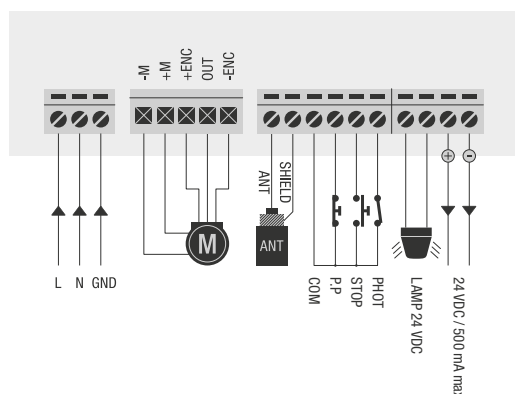 -M
+M
+ENC
OUT
-ENC
ANT
SHIELD
M
ANT
L N GND
COM
P.P
STOP
PHOT
LAMP 24 VDC
24 VDC / 500 mA max
+
-